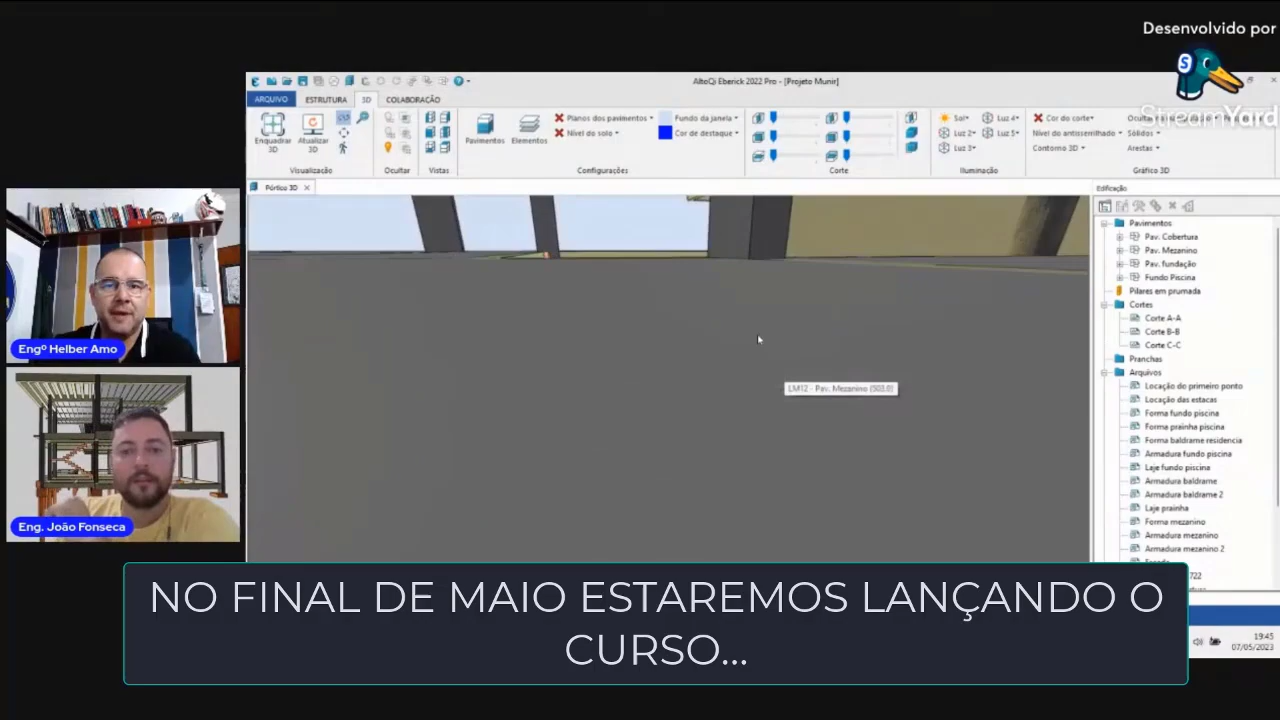 Desenvolvido por
StreamYard
AltoQi Eberick 2022 Pro - [Projeto Munir]
ARQUIVO ESTRUTURA 3D COLABORAÇÃO
Enquadrar 3D
Atualizar 3D
Visualização
Ocultar
Vistas
Pavimentos
Elementos
Planos dos pavimentos
Nível do solo
Fundo da janela
Cor de destaque
Configurações
Corte
Sol
Luz 2
Luz 3
Luz 4
Luz 5
Iluminação
Cor do corte
Nível do antisserrilhado
Contorno 3D
Sólidos
Arestas
Gráfico 3D
Pórtico 3D
Edificação
Pavimentos
Pav. Cobertura
Pav. Mezanino
Pav. fundação
Fundo Piscina
Pilares em prumada
Cortes
Corte A-A
Corte B-B
Corte C-C
Pranchas
Arquivos
Locação do primeiro ponto
Locação das estacas
Forma fundo piscina
Forma prainha piscina
Forma baldrame residencia
Armadura fundo piscina
Laje fundo piscina
Armadura baldrame
Armadura baldrame 2
Laje prainha
Forma mezanino
Armadura mezanino
Armadura mezanino 2
LM12 - Pav. Mezanino (503.0)
Engº Helber Amo
Eng. João Fonseca
19:45
07/05/2023
NO FINAL DE MAIO ESTAREMOS LANÇANDO O
CURSO...